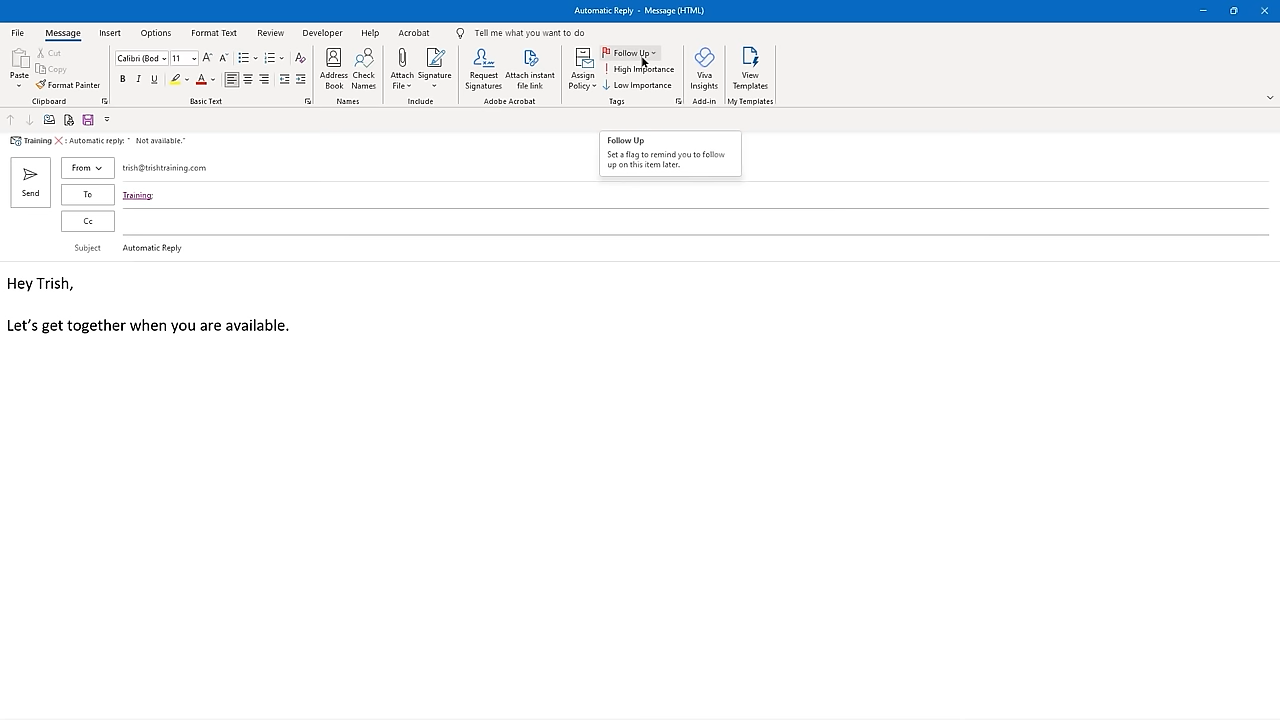 Automatic Reply - Message (HTML)
File Message Insert Options Format Text Review Developer Help Acrobat Tell me what you want to do
Paste
Cut
Copy
Format Painter
Clipboard
Calibri (Bod 11
B I U A
Basic Text
Address Book
Check Names
Names
Attach File
Signature
Include
Request Signatures
Attach instant file link
Adobe Acrobat
Assign Policy
Follow Up
High Importance
Low Importance
Tags
Viva Insights
Add-in
View Templates
My Templates
Training : Automatic reply: " Not available."
Follow Up
Set a flag to remind you to follow
up on this item later.
Send
From trish@trishtraining.com
To Training;
Cc
Subject Automatic Reply
Hey Trish,
Let's get together when you are available.